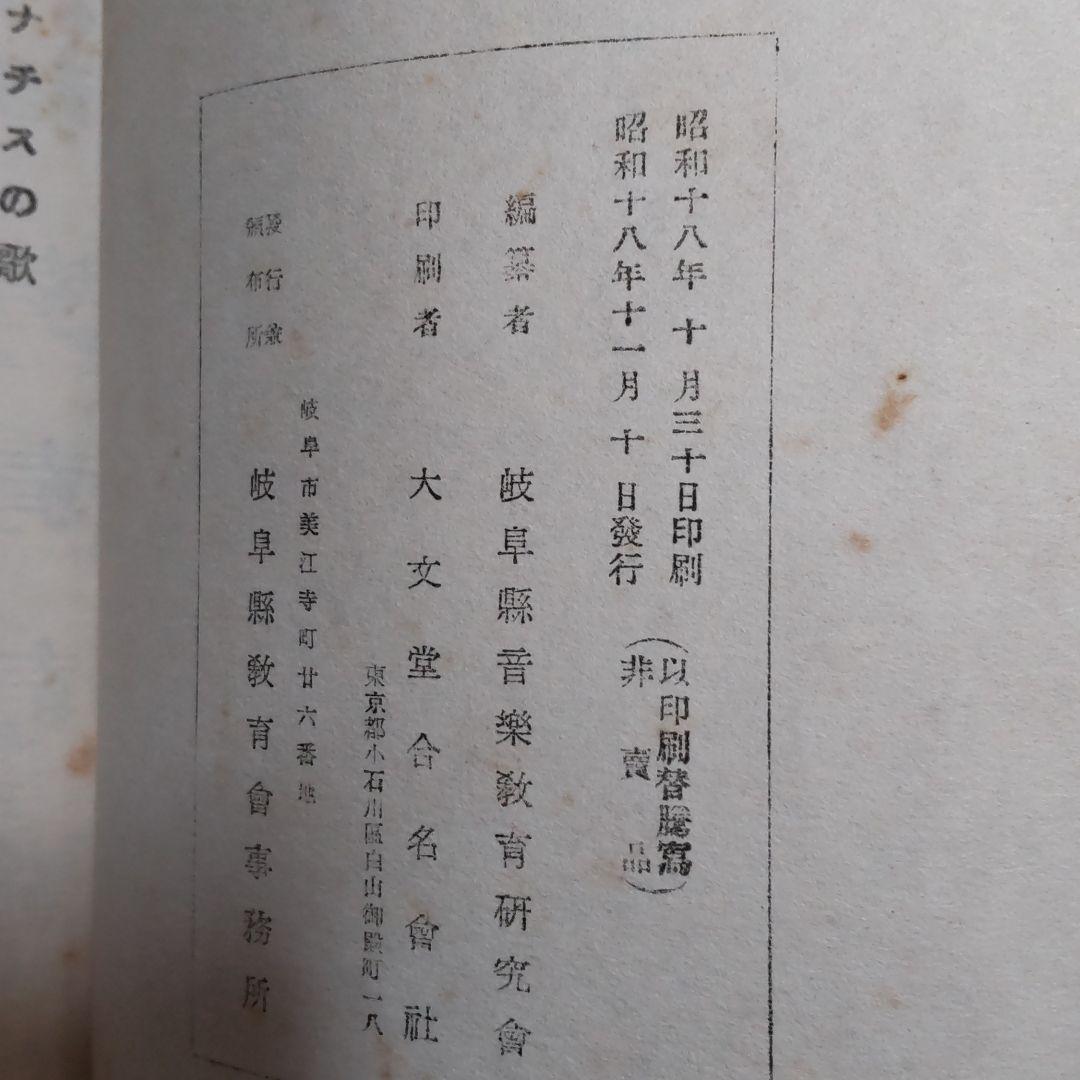 昭和十八年十月三十日印刷
昭和十八年十一月十日發行
(以印刷替謄寫
非賣品)
編纂者 岐阜縣音樂教育研究會
印刷者 大文堂合名會社
東京都小石川區白山御殿町一八
岐阜市美江寺町廿六番地
發行兼
頒布所 岐阜縣教育會事務所
ナチスの歌